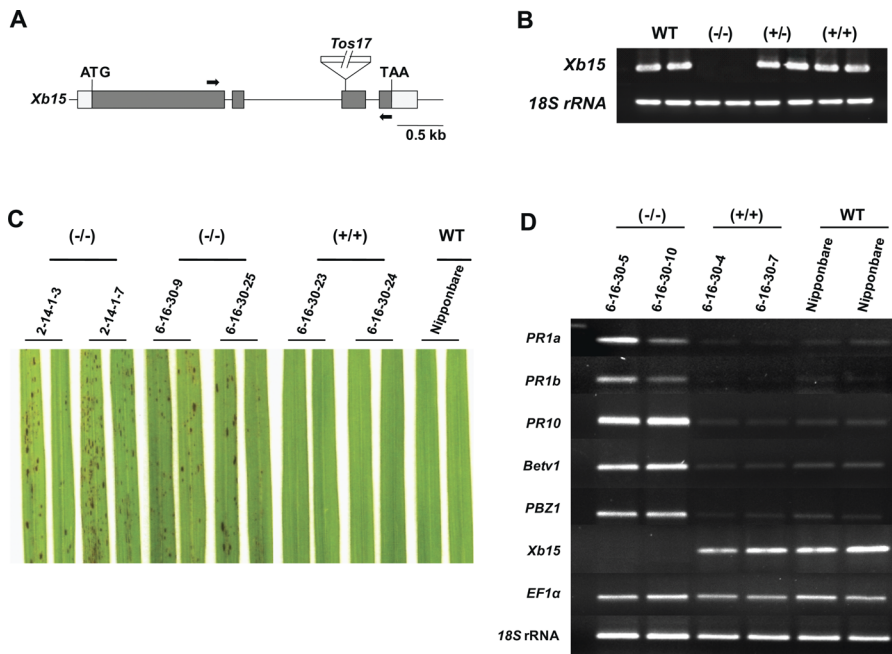 A
Tos17
ATG
TAA
Xb15
0.5 kb
B
WT (-/-) (+/-) (+/+)
Xb15
18S rRNA
C
(-/-) (-/-) (+/+) WT
2-14-1-3
2-14-1-7
6-16-30-9
6-16-30-25
6-16-30-23
6-16-30-24
Nipponbare
D
(-/-) (+/+) WT
6-16-30-5
6-16-30-10
6-16-30-4
6-16-30-7
Nipponbare
Nipponbare
PR1a
PR1b
PR10
Betv1
PBZ1
Xb15
EF1α
18S rRNA